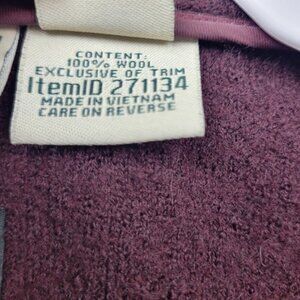 CONTENT:
100% WOOL
EXCLUSIVE OF TRIM
ItemID 271134
MADE IN VIETNAM
CARE ON REVERSE